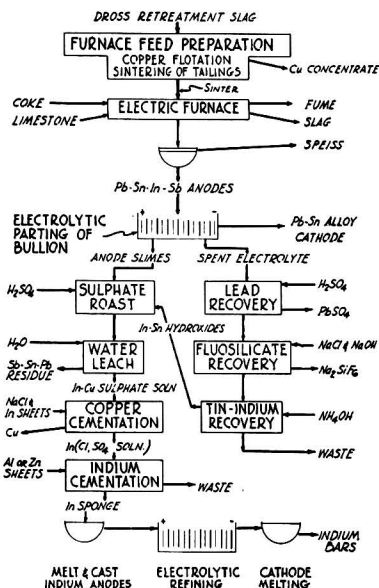 DROSS RETREATMENT SLAG
FURNACE FEED PREPARATION
COPPER FLOTATION
SINTERING OF TAILINGS
Cu CONCENTRATE
SINTER
COKE
LIMESTONE
ELECTRIC FURNACE
FUME
SLAG
SPEISS
Pb-Sn-In-Sb ANODES
ELECTROLYTIC
PARTING OF
BULLION
+
-
Pb-Sn ALLOY
CATHODE
ANODE SLIMES
SPENT ELECTROLYTE
H2SO4
SULPHATE
ROAST
LEAD
RECOVERY
H2SO4
PbSO4
In-Sn HYDROXIDES
H2O
WATER
LEACH
Sb-Sn-Pb
RESIDUE
FLUOSILICATE
RECOVERY
NaCl & NaOH
Na2SiF6
In-Cu SULPHATE SOLN
NaCl &
In SHEETS
COPPER
CEMENTATION
Cu
TIN-INDIUM
RECOVERY
NH4OH
WASTE
In(Cl, SO4 SOLN.)
Al OR Zn
SHEETS
INDIUM
CEMENTATION
WASTE
In SPONGE
+
-
INDIUM
BARS
MELT & CAST
INDIUM ANODES
ELECTROLYTIC
REFINING
CATHODE
MELTING